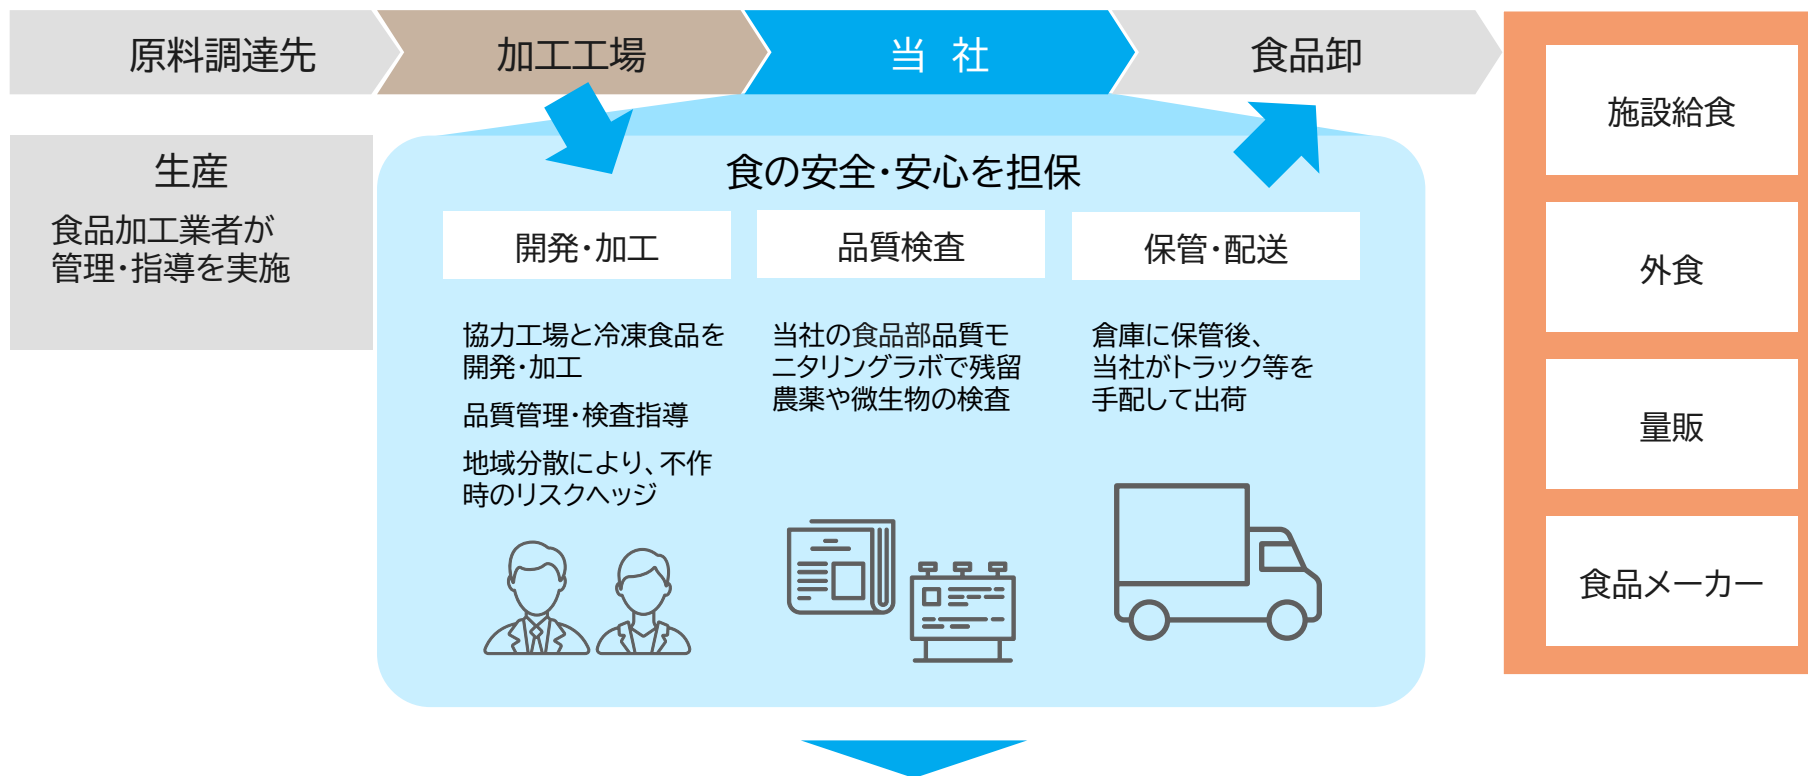 原料調達先
加工工場
当 社
食品卸
生産
食品加工業者が
管理・指導を実施
食の安全・安心を担保
開発・加工
協力工場と冷凍食品を
開発・加工
品質管理・検査指導
地域分散により、不作
時のリスクヘッジ
品質検査
当社の食品部品質モ
ニタリングラボで残留
農薬や微生物の検査
保管・配送
倉庫に保管後、
当社がトラック等を
手配して出荷
施設給食
外食
量販
食品メーカー